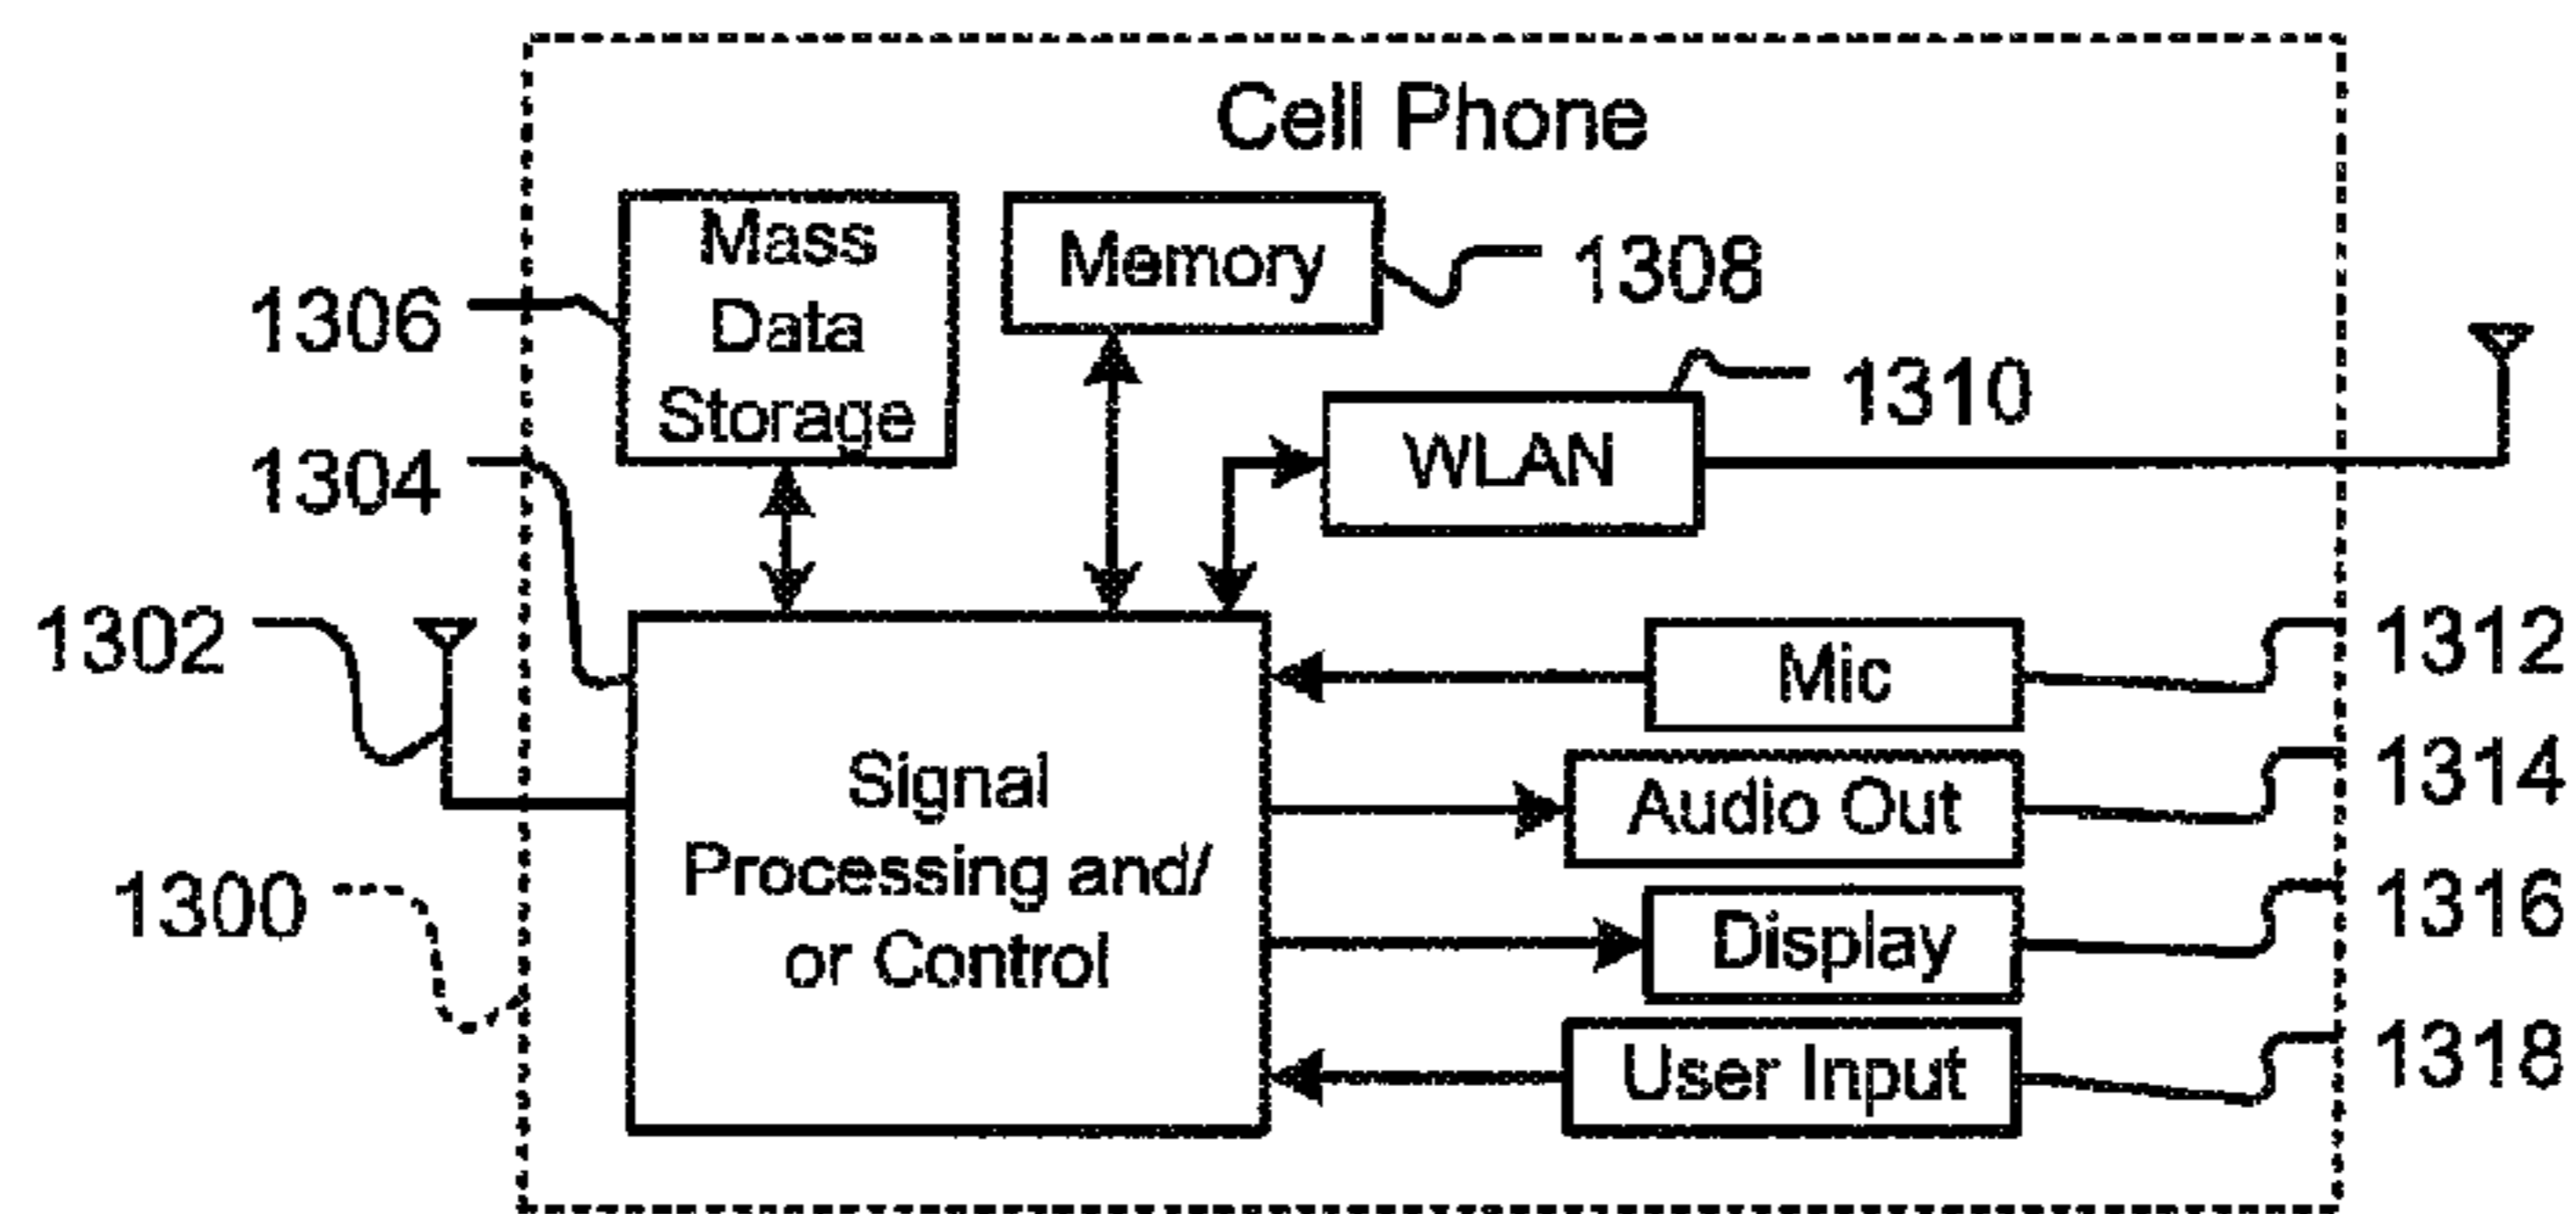 Cell Phone
Mass
Data
Storage
Memory
1308
1306
1310
WLAN
1304
1302
Mic
1312
Signal
Processing and/
or Control
Audio Out
1314
1300
Display
1316
User Input
1318